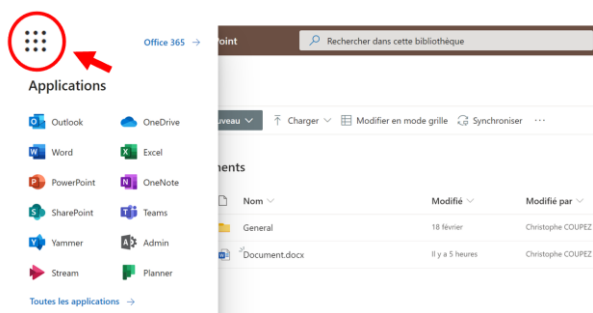 Office 365 →
Applications
Outlook
OneDrive
Word
Excel
PowerPoint
OneNote
SharePoint
Teams
Yammer
Admin
Stream
Planner
Toutes les applications →
Point
Rechercher dans cette bibliothèque
uveau
Charger
Modifier en mode grille
Synchroniser
···
ments
Nom
Modifié
Modifié par
General
18 février
Christophe COUPEZ
Document.docx
Il y a 5 heures
Christophe COUPEZ